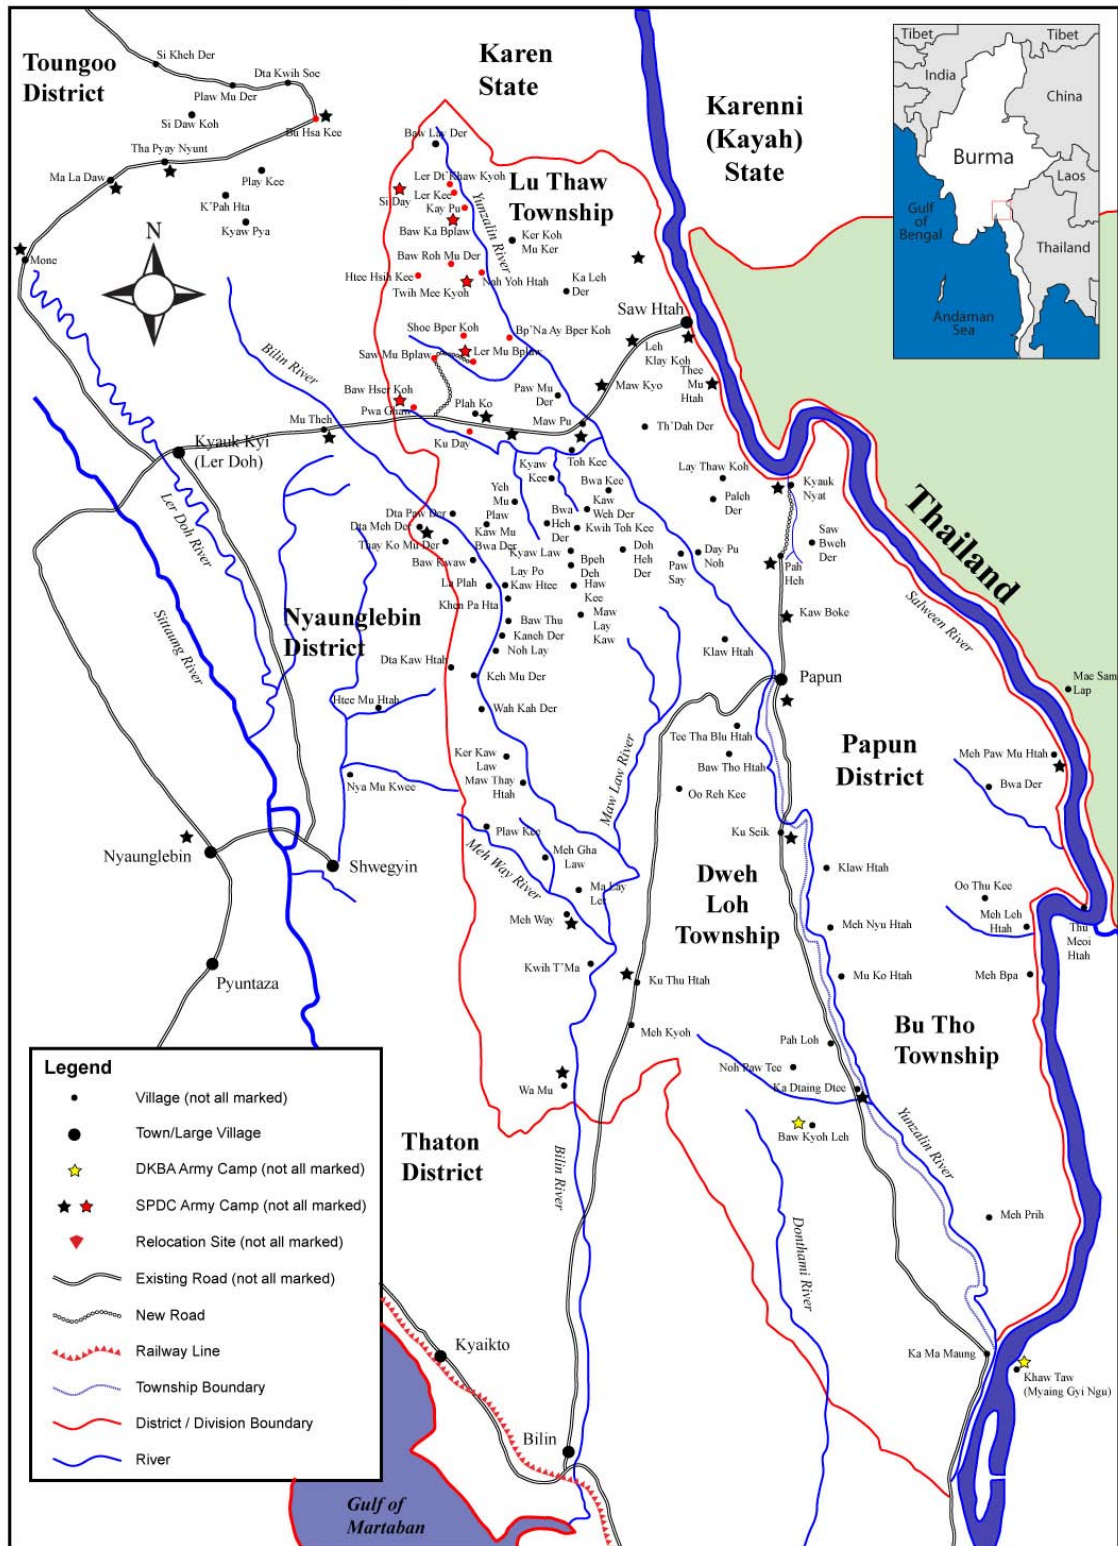 Toungoo
District
Si Kheh Der
Plaw Mu Der
Dta Kwih Soe
Si Daw Koh
Bu Hsa Kee
Tha Pyay Nyunt
Ma La Daw
Play Kee
K'Pah Hta
Kyaw Pya
Mone
N
Karen
State
Karenni
(Kayah)
State
Tibet
Tibet
India
China
Burma
Laos
Gulf
of
Bengal
Thailand
Andaman
Sea
Baw Lay Der
Ler Dt'Khaw Kyoh
Ler Kee
Si Day
Kay Pu
Baw Ka Bplaw
Yunzalin River
Lu Thaw
Township
Ker Koh
Mu Ker
Baw Roh Mu Der
Htee Hsih Kee
Nah Yoh Htah
Twih Mee Kyoh
Ka Leh
Der
Saw Htah
Shoe Bper Koh
Bp'Na Ay Bper Koh
Saw Mu Bplaw
Ler Mu Bplaw
Leh
Klay Koh
Thee
Mu
Htah
Baw Hser Koh
Pwa Ghaw
Paw Mu
Der
Maw Kyo
Plah Ko
Maw Pu
Mu Theh
Ku Day
Th'Dah Der
Toh Kee
Bilin River
Kyauk Kyi
(Ler Doh)
Ler Doh River
Sittaung River
Kyaw
Kee
Bwa Kee
Lay Thaw Koh
Kyauk
Nyat
Yeh
Mu
Plaw
Kaw
Weh Der
Paleh
Der
Dta Paw Der
Dta Meh Der
Kaw Mu
Bwa Der
Bwa
Heh
Der
Kwih Toh Kee
Saw
Bweh
Der
Thay Ko Mu Der
Kyaw Law
Doh
Heh
Der
Day Pu
Noh
Paw
Say
Pah
Heh
Baw Kwaw
Lay Po
Kaw Htee
Bpeh
Deh
La Plah
Haw
Kee
Khen Pa Hta
Maw
Lay
Kaw
Kaw Boke
Baw Thu
Kaneh Der
Noh Lay
Klaw Htah
Thailand
Salween River
Nyaunglebin
District
Dta Kaw Htah
Keh Mu Der
Papun
Mae Sam
Lap
Htee Mu Htah
Wah Kah Der
Tee Tha Blu Htah
Papun
District
Meh Paw Mu Htah
Ker Kaw
Law
Maw Law River
Baw Tho Htah
Nya Mu Kwee
Maw Thay
Htah
Oo Reh Kee
Bwa Der
Plaw Kee
Ku Seik
Nyaunglebin
Shwegyin
Meh Way River
Meh Gha
Law
Dweh
Loh
Township
Klaw Htah
Ma Lay
Ler
Oo Thu Kee
Meh Way
Meh Leh
Htah
Thu
Meoi
Htah
Meh Nyu Htah
Pyuntaza
Kwih T'Ma
Ku Thu Htah
Mu Ko Htah
Meh Bpa
Meh Kyoh
Bu Tho
Township
Pah Loh
Noh Paw Tee
Wa Mu
Ka Dtaing Dtee
Thaton
District
Bilin River
Baw Kyoh Leh
Yunzalin River
Donthami River
Meh Prih
Ka Ma Maung
Khaw Taw
(Myaing Gyi Ngu)
Kyaikto
Bilin
Gulf of
Martaban
Legend
Village (not all marked)
Town/Large Village
DKBA Army Camp (not all marked)
SPDC Army Camp (not all marked)
Relocation Site (not all marked)
Existing Road (not all marked)
New Road
Railway Line
Township Boundary
District / Division Boundary
River